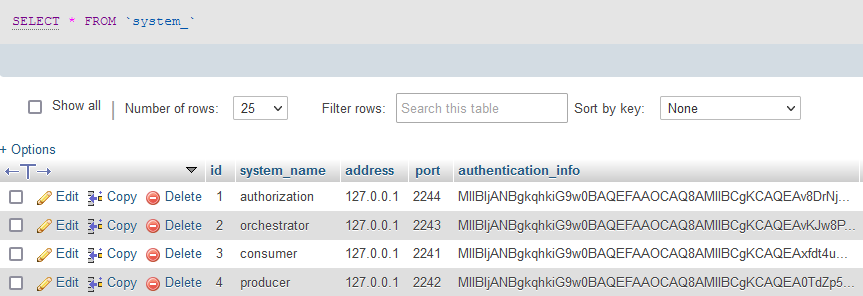 SELECT * FROM `system_`
Show all Number of rows: 25 Filter rows: Search this table Sort by key: None
+ Options
id system_name address port authentication_info
Edit Copy Delete 1 authorization 127.0.0.1 2244 MIIBIjANBgkqhkiG9w0BAQEFAAOCAQ8AMIIBCgKCAQEAv8DrNj...
Edit Copy Delete 2 orchestrator 127.0.0.1 2243 MIIBIjANBgkqhkiG9w0BAQEFAAOCAQ8AMIIBCgKCAQEAvKJw8P...
Edit Copy Delete 3 consumer 127.0.0.1 2241 MIIBIjANBgkqhkiG9w0BAQEFAAOCAQ8AMIIBCgKCAQEAxfdt4u...
Edit Copy Delete 4 producer 127.0.0.1 2242 MIIBIjANBgkqhkiG9w0BAQEFAAOCAQ8AMIIBCgKCAQEA0TdZp5...